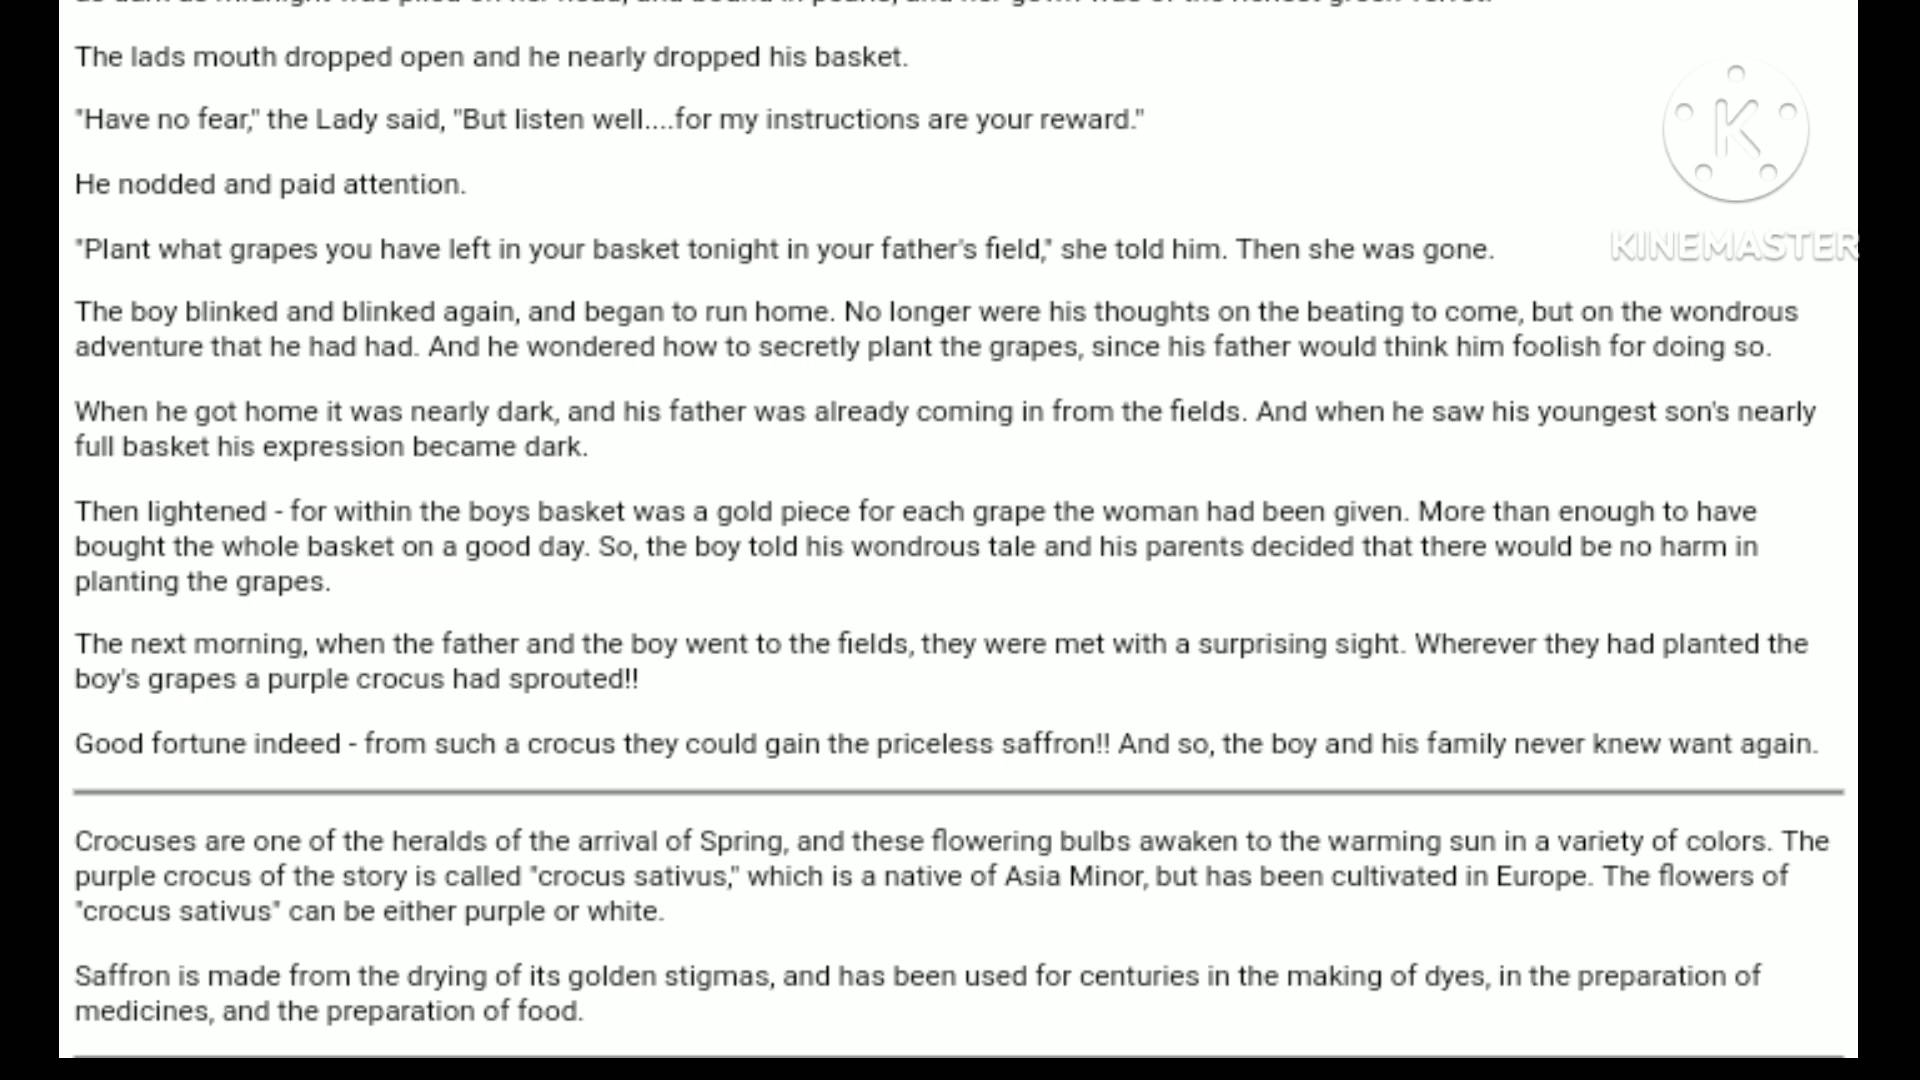 The lads mouth dropped open and he nearly dropped his basket.
"Have no fear," the Lady said, "But listen well....for my instructions are your reward."
He nodded and paid attention.
"Plant what grapes you have left in your basket tonight in your father's field," she told him. Then she was gone.
The boy blinked and blinked again, and began to run home. No longer were his thoughts on the beating to come, but on the wondrous
adventure that he had had. And he wondered how to secretly plant the grapes, since his father would think him foolish for doing so.
When he got home it was nearly dark, and his father was already coming in from the fields. And when he saw his youngest son's nearly
full basket his expression became dark.
Then lightened - for within the boys basket was a gold piece for each grape the woman had been given. More than enough to have
bought the whole basket on a good day. So, the boy told his wondrous tale and his parents decided that there would be no harm in
planting the grapes.
The next morning, when the father and the boy went to the fields, they were met with a surprising sight. Wherever they had planted the
boy's grapes a purple crocus had sprouted!!
Good fortune indeed - from such a crocus they could gain the priceless saffron!! And so, the boy and his family never knew want again.
Crocuses are one of the heralds of the arrival of Spring, and these flowering bulbs awaken to the warming sun in a variety of colors. The
purple crocus of the story is called "crocus sativus," which is a native of Asia Minor, but has been cultivated in Europe. The flowers of
"crocus sativus" can be either purple or white.
Saffron is made from the drying of its golden stigmas, and has been used for centuries in the making of dyes, in the preparation of
medicines, and the preparation of food.
K
KINEMASTER